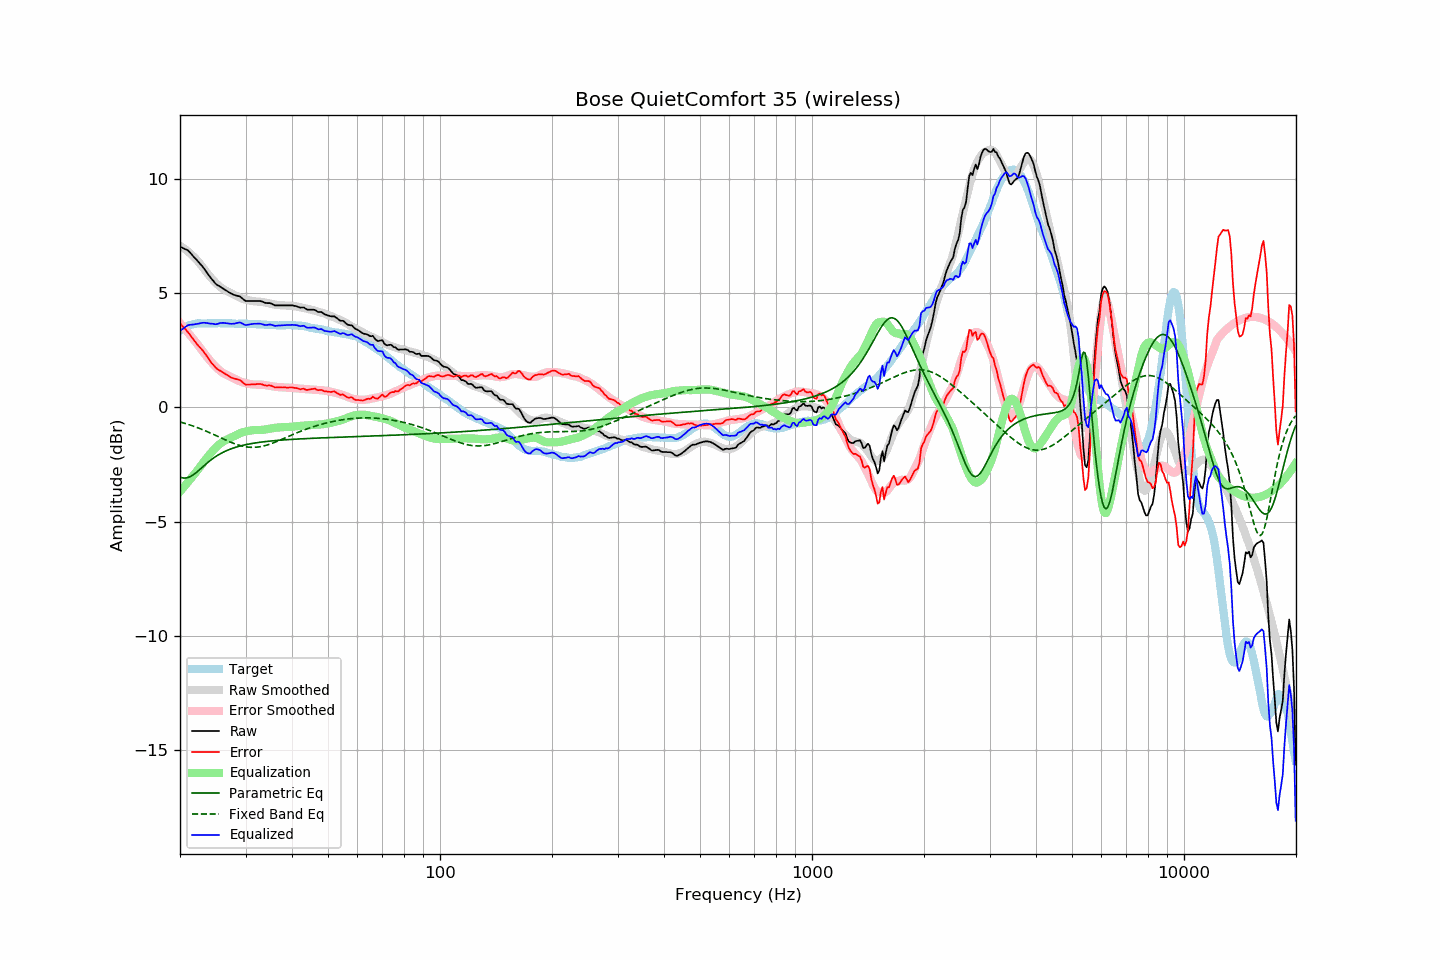 Bose QuietComfort 35 (wireless)
Amplitude (dBr)
10
5
0
−5
−10
−15
Target
Raw Smoothed
Error Smoothed
Raw
Error
Equalization
Parametric Eq
Fixed Band Eq
Equalized
100
1000
10000
Frequency (Hz)